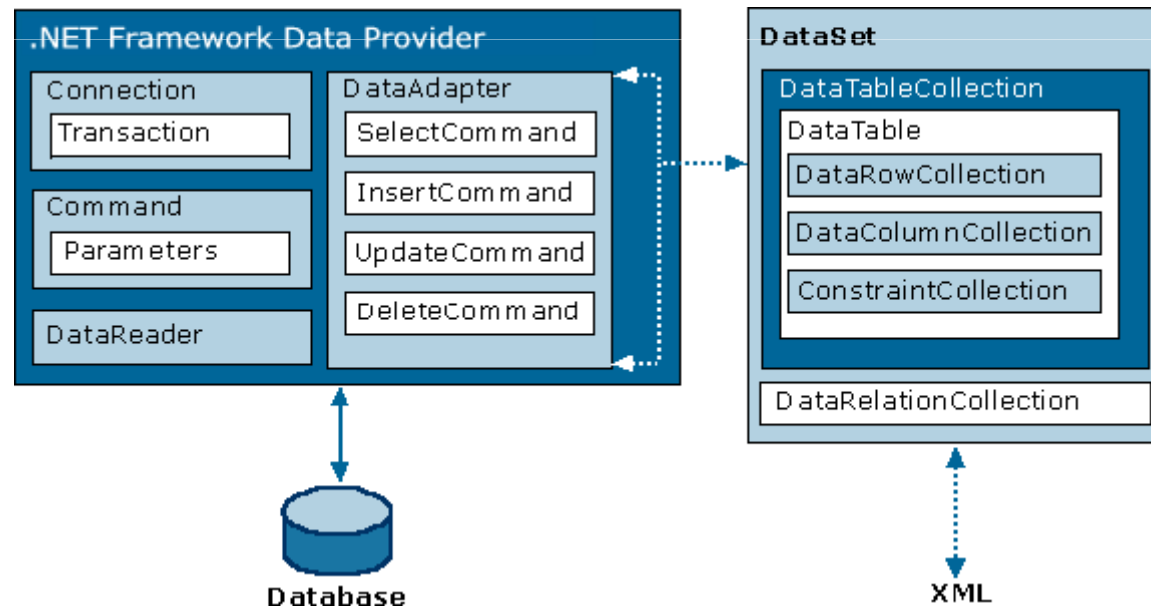 .NET Framework Data Provider
Connection
Transaction
Command
Parameters
DataReader
DataAdapter
SelectCommand
InsertCommand
UpdateCommand
DeleteCommand
Database
DataSet
DataTableCollection
DataTable
DataRowCollection
DataColumnCollection
ConstraintCollection
DataRelationCollection
XML